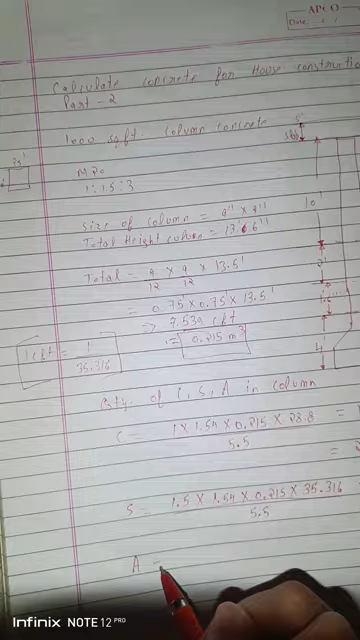 APCO
Date
Calculate concrete for House construction
Part - 2
1000 sqft. column concrete
5'
slab
M20
1:1.5:3
Size of column = 9" x 9"
Total Height column = 13' 6"
10'
Total = 9/12 x 9/12 x 13.5'
= 0.75' x 0.75' x 13.5'
=> 7.539 cft
= 0.215 m³
1 cft = 1/35.316
4'
Qty. of C, S, A in column
C = 1 x 1.54 x 0.215 x 28.8 / 5.5 =
=
S = 1.5 x 1.54 x 0.215 x 35.316 / 5.5
A =
Infinix NOTE 12 PRO